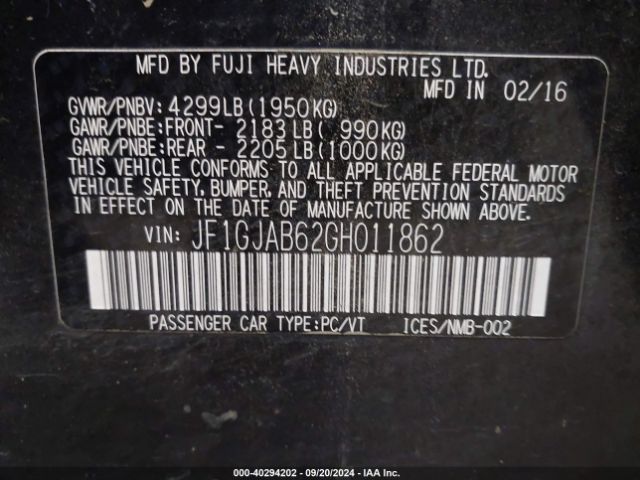 MFD BY FUJI HEAVY INDUSTRIES LTD.
MFD IN 02/16
GVWR/PNBV: 4299LB (1950KG)
GAWR/PNBE: FRONT- 2183 LB ( 990KG)
GAWR/PNBE: REAR - 2205 LB (1000KG)
THIS VEHICLE CONFORMS TO ALL APPLICABLE FEDERAL MOTOR
VEHICLE SAFETY, BUMPER, AND THEFT PREVENTION STANDARDS
IN EFFECT ON THE DATE OF MANUFACTURE SHOWN ABOVE.
VIN: JF1GJAB62GH011862
PASSENGER CAR TYPE:PC/VT ICES/NMB-002
000-40294202 - 09/20/2024 - IAA Inc.